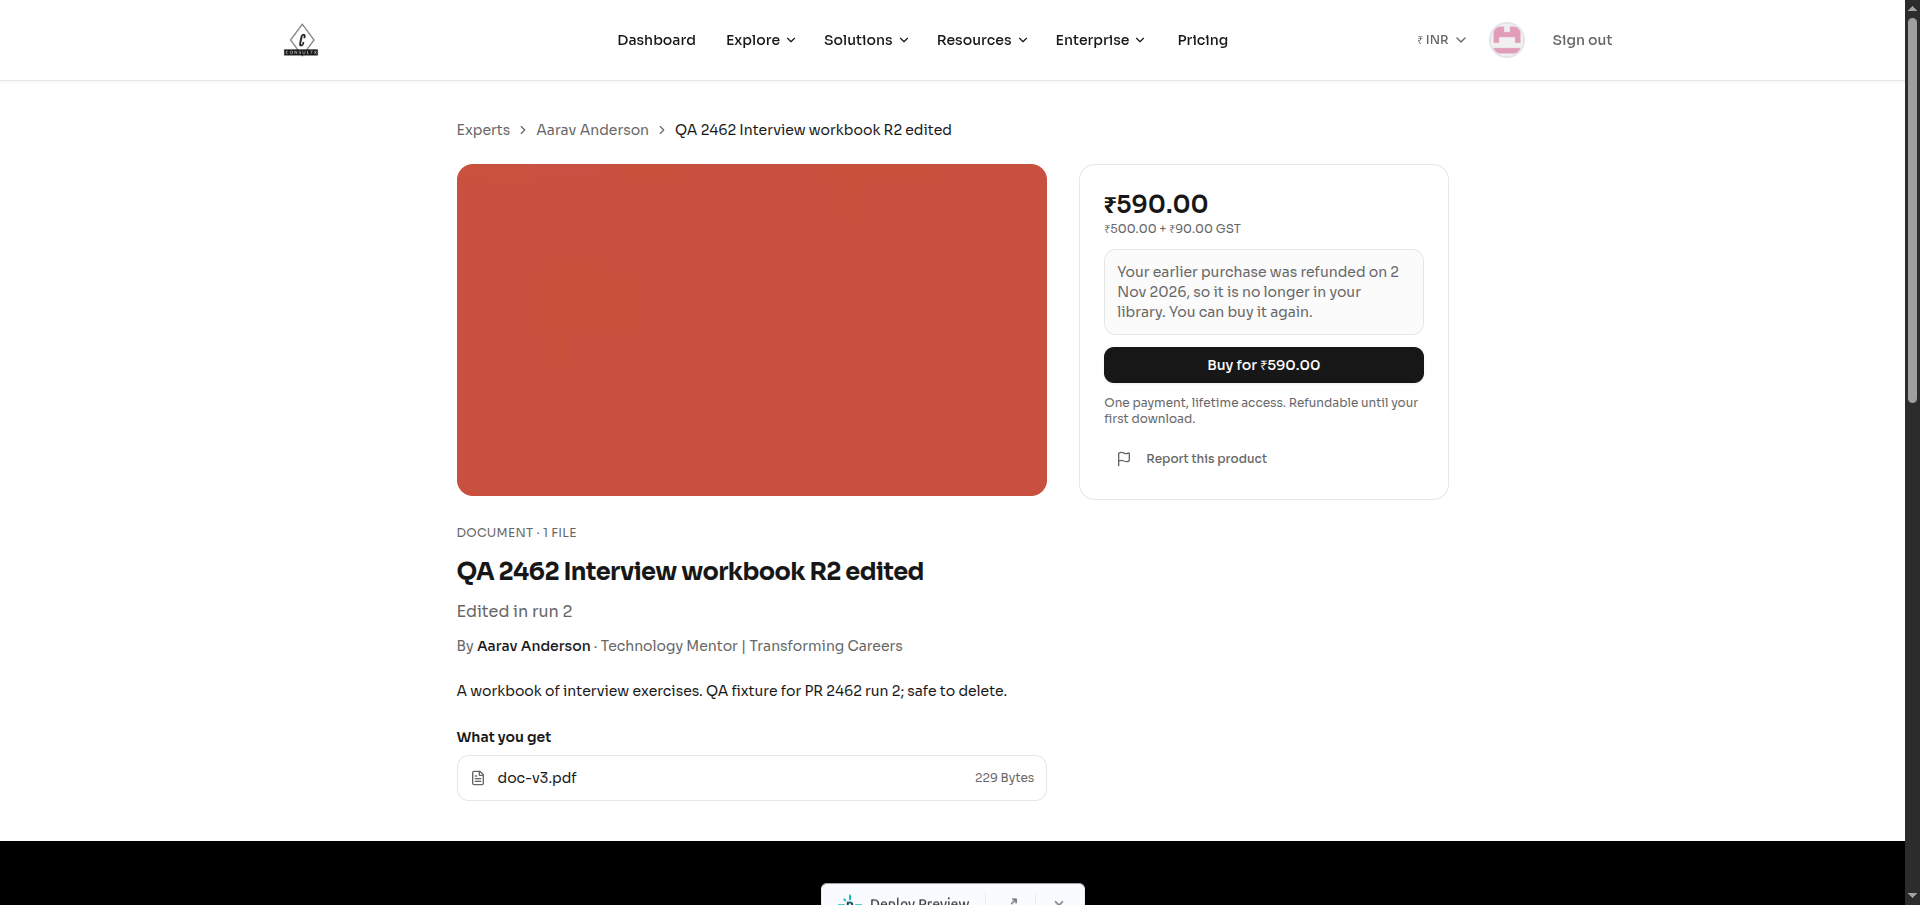 C
CONSULTX
Dashboard
Explore
Solutions
Resources
Enterprise
Pricing
₹ INR
Sign out
Experts > Aarav Anderson > QA 2462 Interview workbook R2 edited
₹590.00
₹500.00 + ₹90.00 GST
Your earlier purchase was refunded on 2
Nov 2026, so it is no longer in your
library. You can buy it again.
Buy for ₹590.00
One payment, lifetime access. Refundable until your
first download.
Report this product
DOCUMENT · 1 FILE
QA 2462 Interview workbook R2 edited
Edited in run 2
By Aarav Anderson · Technology Mentor | Transforming Careers
A workbook of interview exercises. QA fixture for PR 2462 run 2; safe to delete.
What you get
doc-v3.pdf
229 Bytes
Deploy Preview